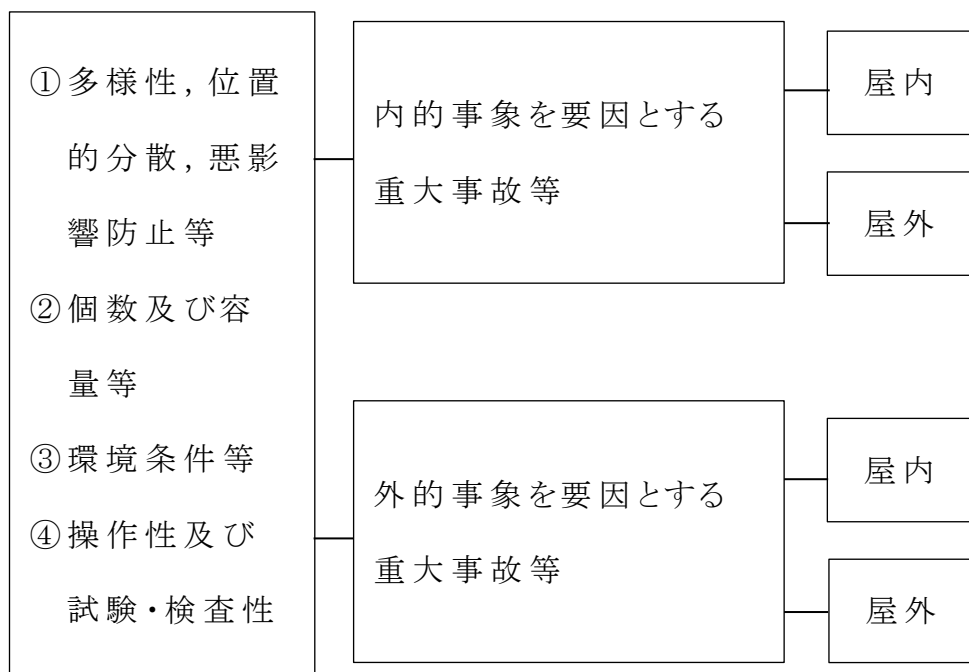 ①多様性,位置
的分散,悪影
響防止等
②個数及び容
量等
③環境条件等
④操作性及び
試験・検査性
内的事象を要因とする
重大事故等
屋内
屋外
外的事象を要因とする
重大事故等
屋内
屋外